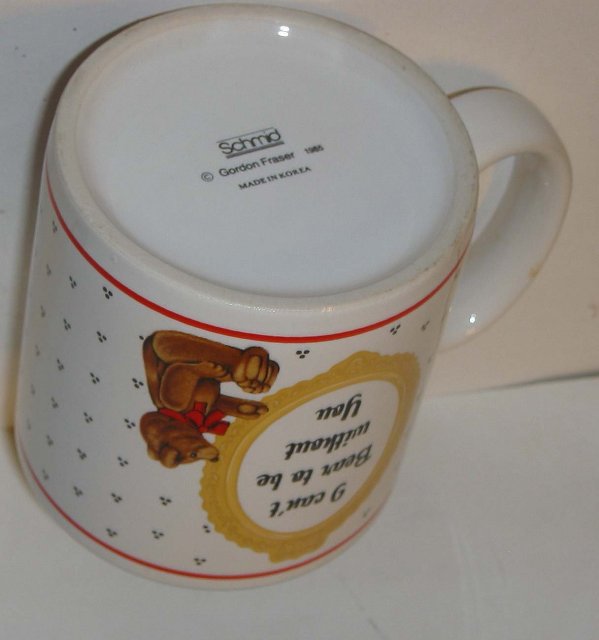 Schmid
© Gordon Fraser 1985
MADE IN KOREA
I can't
Bear to be
without
You